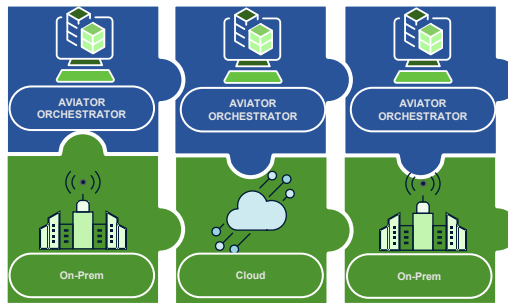 AVIATOR
ORCHESTRATOR
AVIATOR
ORCHESTRATOR
AVIATOR
ORCHESTRATOR
On-Prem
Cloud
On-Prem